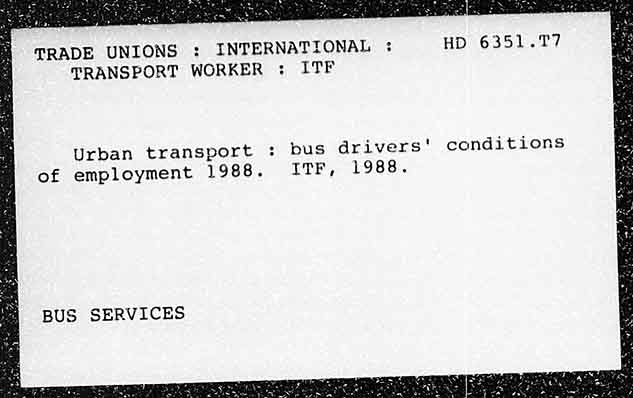 TRADE UNIONS : INTERNATIONAL : HD 6351.T7
TRANSPORT WORKER : ITF
Urban transport : bus drivers' conditions
of employment 1988. ITF, 1988.
BUS SERVICES